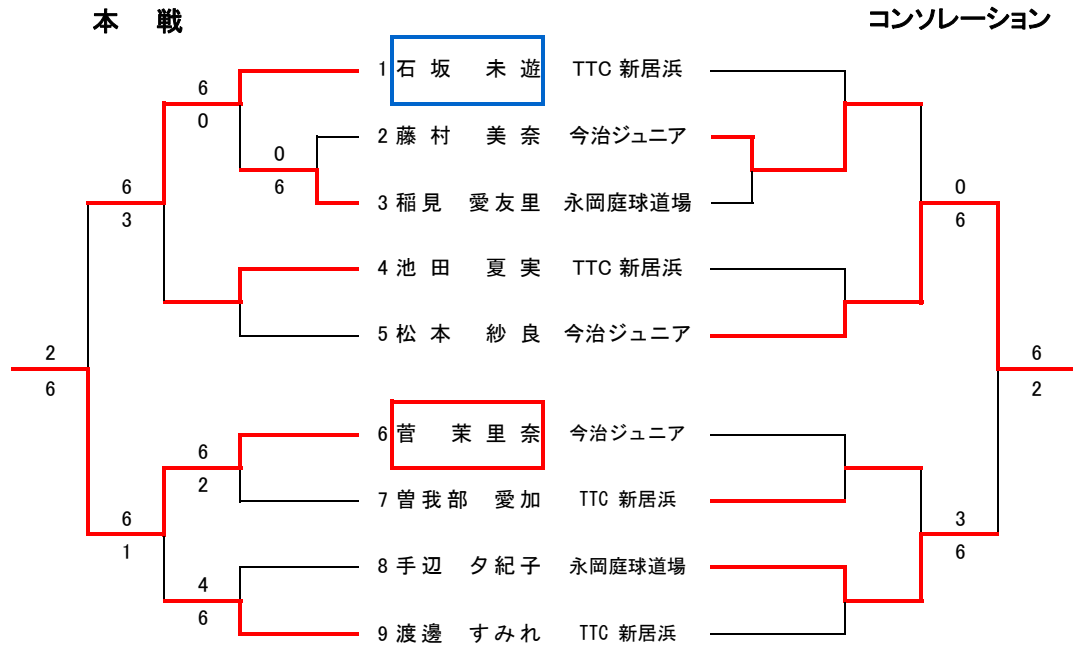 本 戦 コンソレーション
1 石坂 未遊 TTC 新居浜
6
0
2 藤村 美奈 今治ジュニア
0
6
3 稲見 愛友里 永岡庭球道場
6
3
0
6
4 池田 夏実 TTC 新居浜
5 松本 紗良 今治ジュニア
2
6
6
2
6 菅 茉里奈 今治ジュニア
6
2
7 曽我部 愛加 TTC 新居浜
6
1
3
6
8 手辺 夕紀子 永岡庭球道場
4
6
9 渡邊 すみれ TTC 新居浜